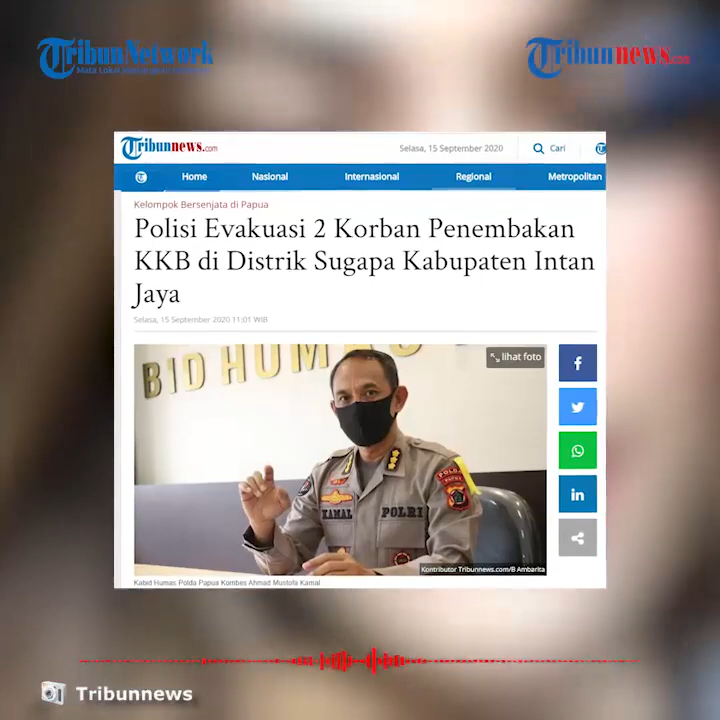 TribunNetwork
Tribunnews.com
Tribunnews.com
Selasa, 15 September 2020
Cari
Home
Nasional
Internasional
Regional
Metropolitan
Kelompok Bersenjata di Papua
Polisi Evakuasi 2 Korban Penembakan
KKB di Distrik Sugapa Kabupaten Intan
Jaya
Selasa, 15 September 2020 11:01 WIB
lihat foto
BID HUMAS
KAMAL
POLRI
Kontributor Tribunnews.com/B Ambarita
Kabid Humas Polda Papua Kombes Ahmad Mustofa Kamal
Tribunnews